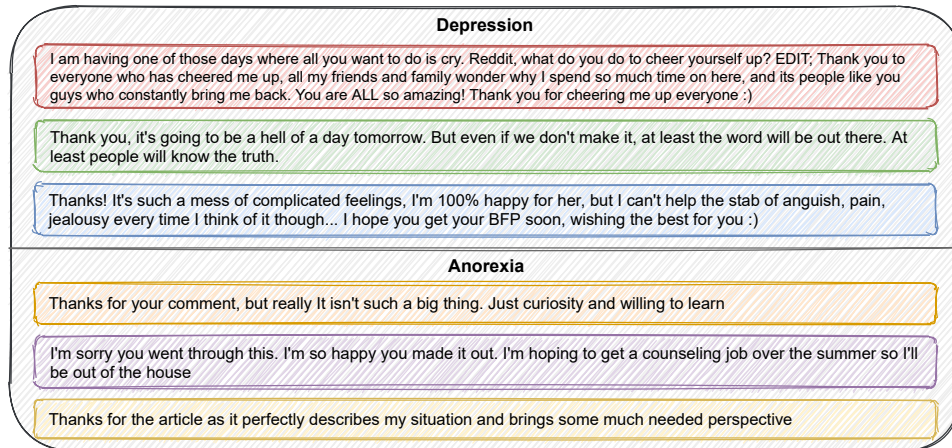 Depression
I am having one of those days where all you want to do is cry. Reddit, what do you do to cheer yourself up? EDIT; Thank you to
everyone who has cheered me up, all my friends and family wonder why I spend so much time on here, and its people like you
guys who constantly bring me back. You are ALL so amazing! Thank you for cheering me up everyone :)
Thank you, it's going to be a hell of a day tomorrow. But even if we don't make it, at least the word will be out there. At
least people will know the truth.
Thanks! It's such a mess of complicated feelings, I'm 100% happy for her, but I can't help the stab of anguish, pain,
jealousy every time I think of it though... I hope you get your BFP soon, wishing the best for you :)
Anorexia
Thanks for your comment, but really It isn't such a big thing. Just curiosity and willing to learn
I'm sorry you went through this. I'm so happy you made it out. I'm hoping to get a counseling job over the summer so I'll
be out of the house
Thanks for the article as it perfectly describes my situation and brings some much needed perspective